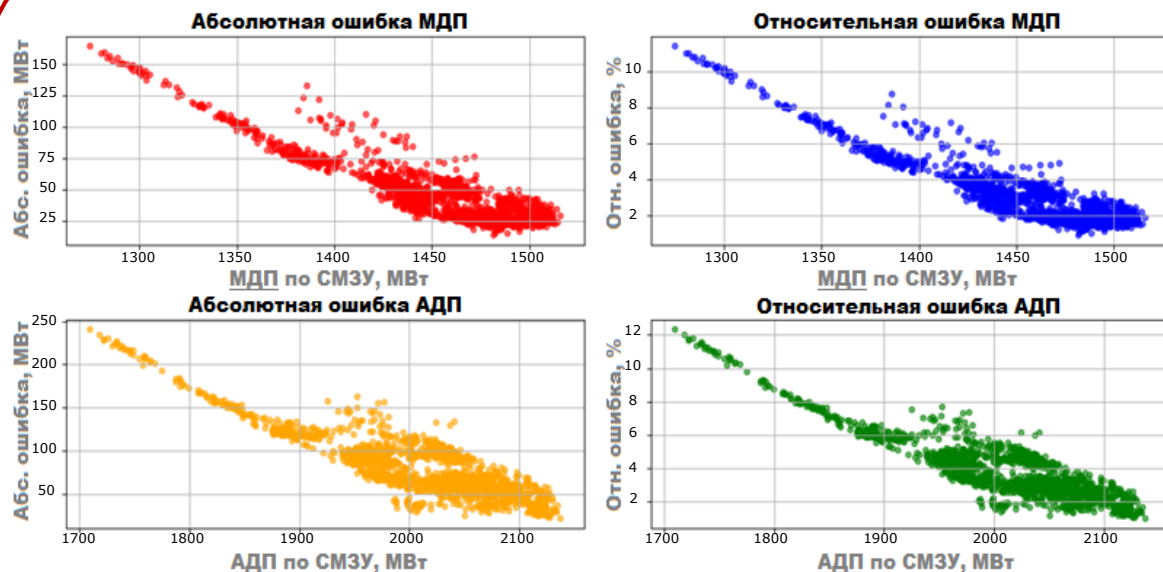 Абсолютная ошибка МДП
Абс. ошибка, МВт
150
125
100
75
50
25
1300 1350 1400 1450 1500
МДП по СМЗУ, МВт
Относительная ошибка МДП
Отн. ошибка, %
10
8
6
4
2
1300 1350 1400 1450 1500
МДП по СМЗУ, МВт
Абсолютная ошибка АДП
Абс. ошибка, МВт
250
200
150
100
50
1700 1800 1900 2000 2100
АДП по СМЗУ, МВт
Относительная ошибка АДП
Отн. ошибка, %
12
10
8
6
4
2
1700 1800 1900 2000 2100
АДП по СМЗУ, МВт